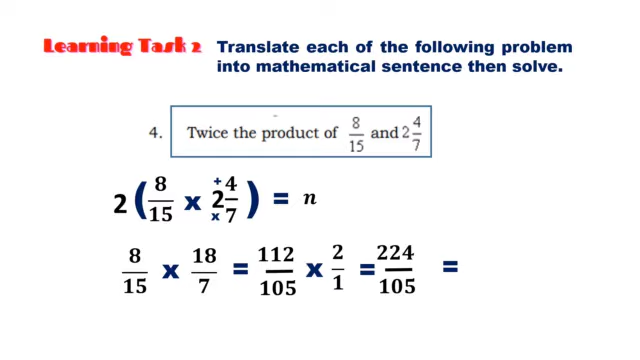 Learning Task 2 Translate each of the following problem
into mathematical sentence then solve.
4. Twice the product of 8/15 and 2 4/7
2 ( 8/15 x 2 + 4/7 x ) = n
8/15 x 18/7 = 112/105 x 2/1 = 224/105 =